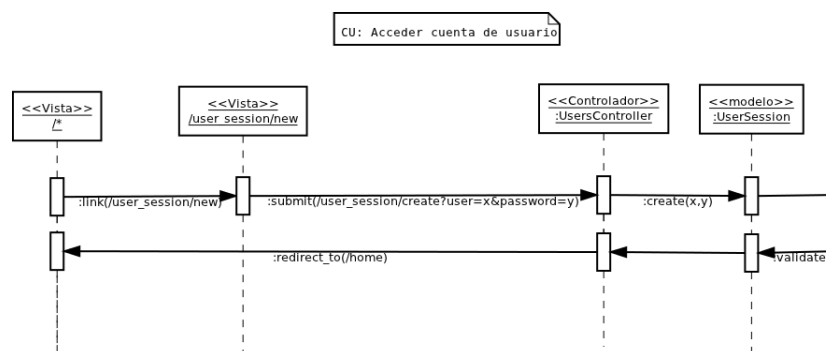 CU: Acceder cuenta de usuario
<<Vista>>
/*
<<Vista>>
/user_session/new
<<Controlador>>
:UsersController
<<modelo>>
:UserSession
:link(/user_session/new)
:submit(/user_session/create?user=x&password=y)
:create(x,y)
:redirect_to(/home)
:validate